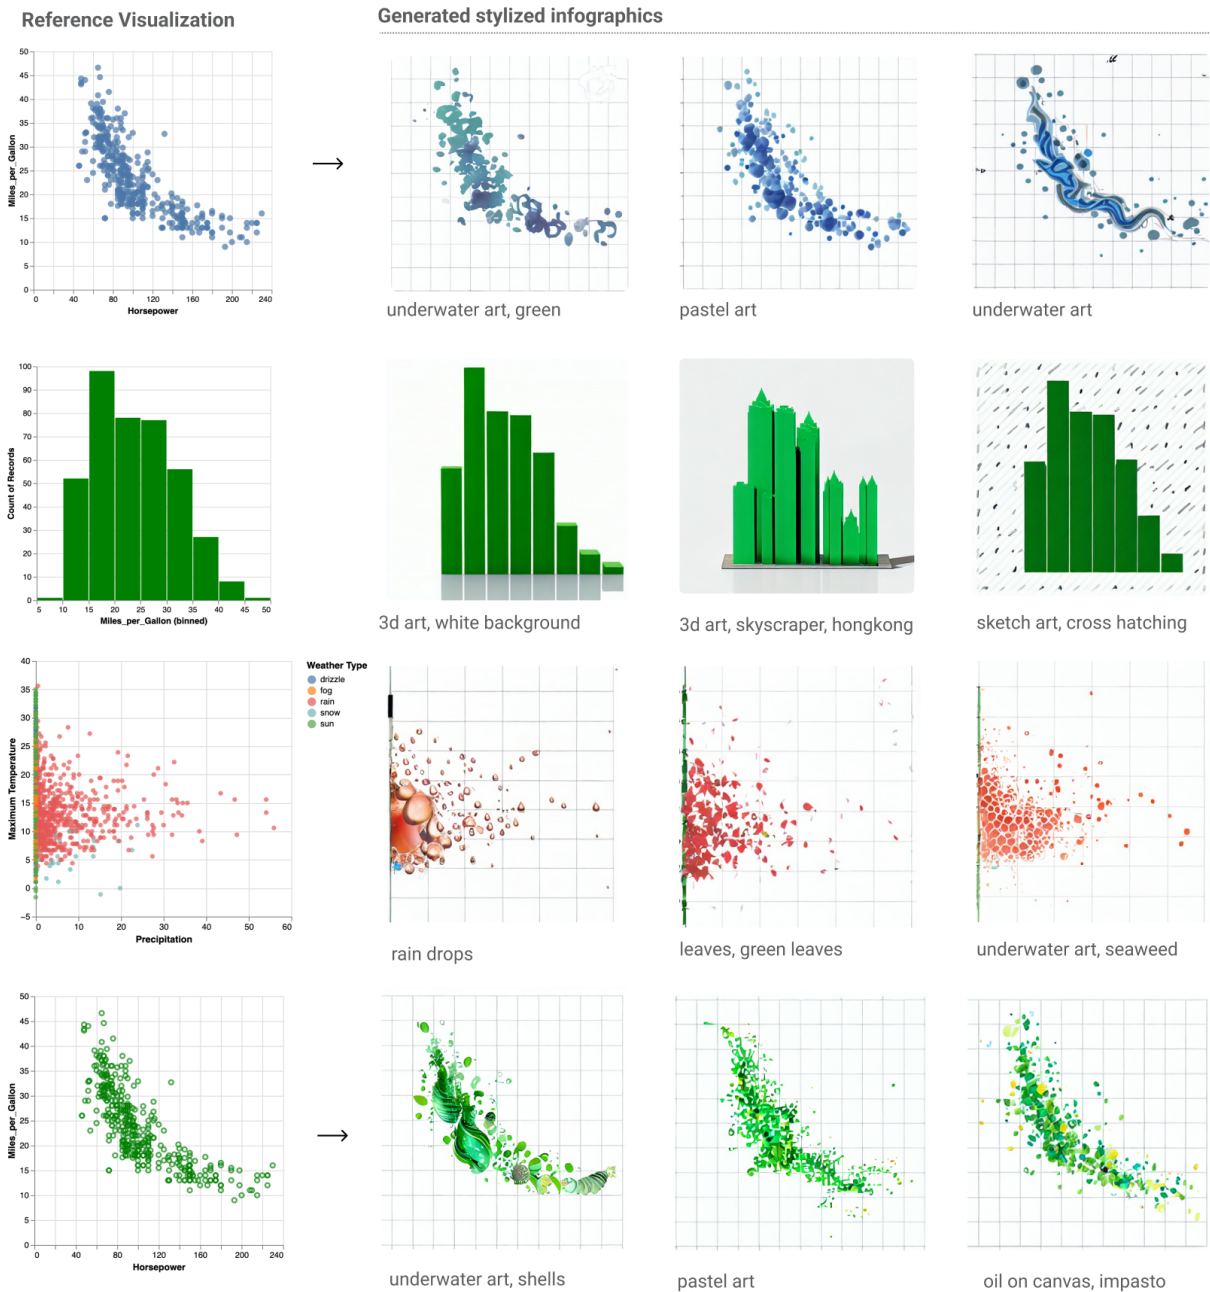 Reference Visualization
Generated stylized infographics
50
45
40
35
30
25
20
15
10
5
0
Miles_per_Gallon
0 40 80 120 160 200 240
Horsepower
underwater art, green
pastel art
underwater art
100
90
80
70
60
50
40
30
20
10
0
Count of Records
5 10 15 20 25 30 35 40 45 50
Miles_per_Gallon (binned)
3d art, white background
3d art, skyscraper, hongkong
sketch art, cross hatching
40
35
30
25
20
15
10
5
0
−5
Maximum Temperature
0 10 20 30 40 50 60
Precipitation
Weather Type
drizzle
fog
rain
snow
sun
rain drops
leaves, green leaves
underwater art, seaweed
50
45
40
35
30
25
20
15
10
5
0
Miles_per_Gallon
0 40 80 120 160 200 240
Horsepower
underwater art, shells
pastel art
oil on canvas, impasto